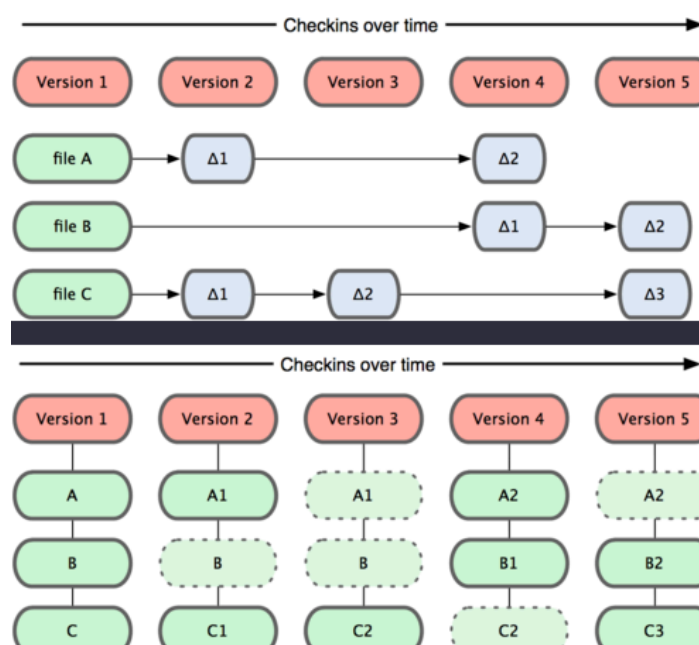 Checkins over time
Version 1 Version 2 Version 3 Version 4 Version 5
file A Δ1 Δ2
file B Δ1 Δ2
file C Δ1 Δ2 Δ3
Checkins over time
Version 1 Version 2 Version 3 Version 4 Version 5
A A1 A1 A2 A2
B B B B1 B2
C C1 C2 C2 C3